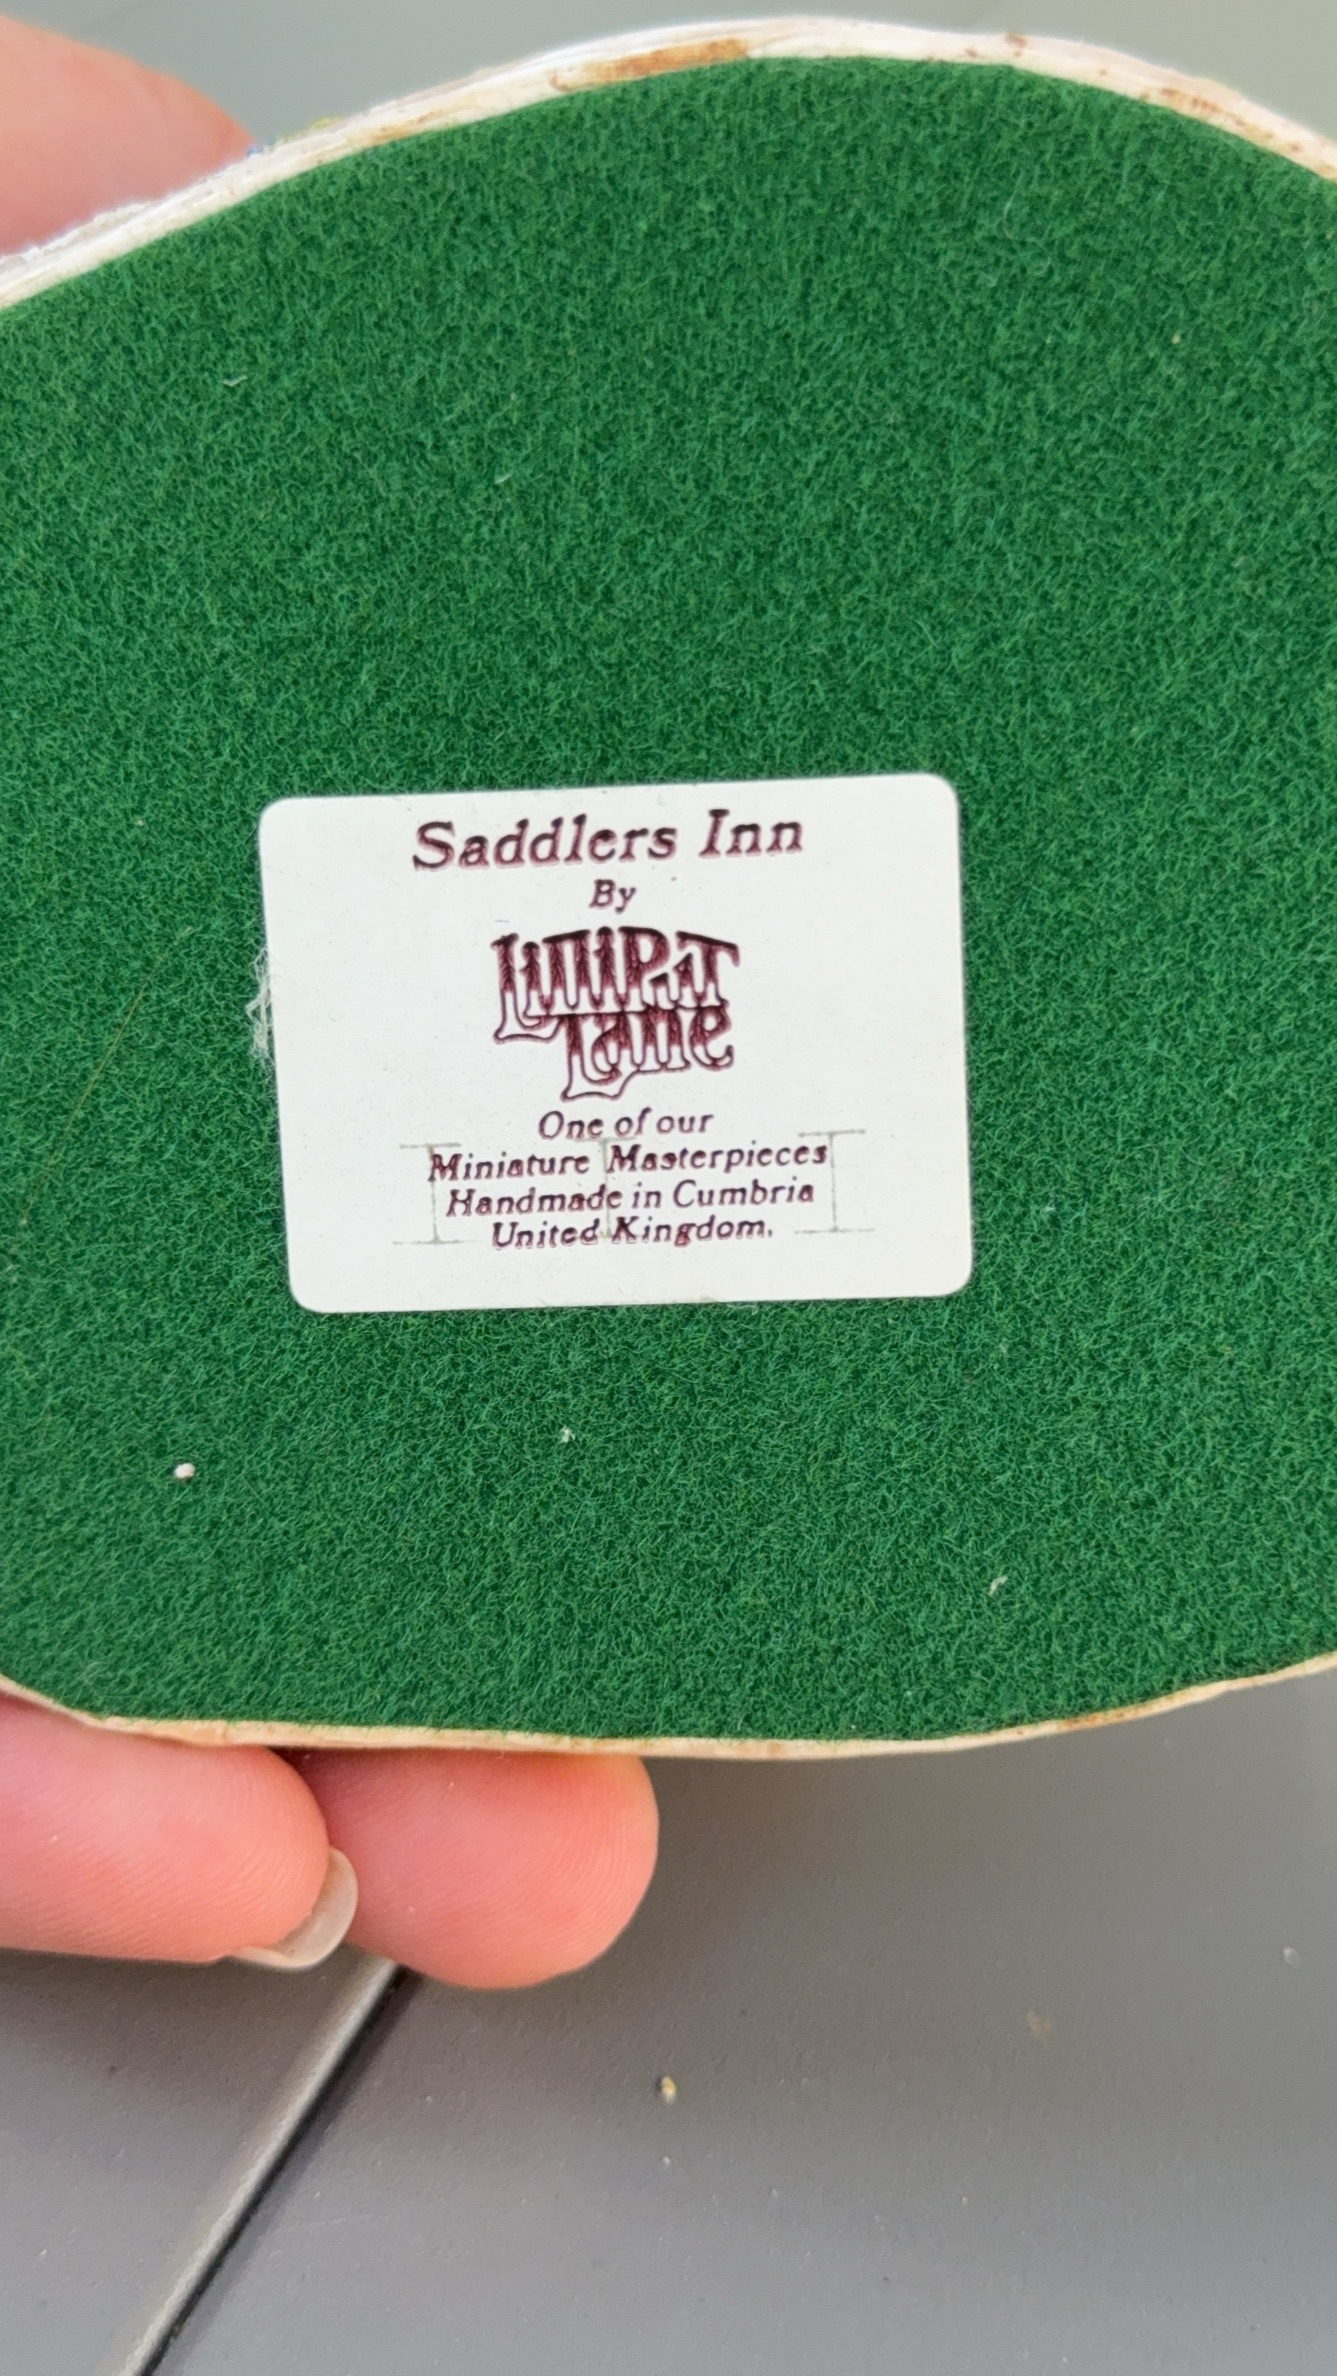 Saddlers Inn
By
LilliPuT
Lane
One of our
Miniature Masterpieces
Handmade in Cumbria
United Kingdom.